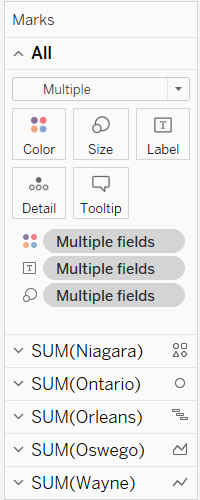 Marks
All
Multiple
Color Size Label
Detail Tooltip
Multiple fields
T Multiple fields
Multiple fields
SUM(Niagara)
SUM(Ontario)
SUM(Orleans)
SUM(Oswego)
SUM(Wayne)